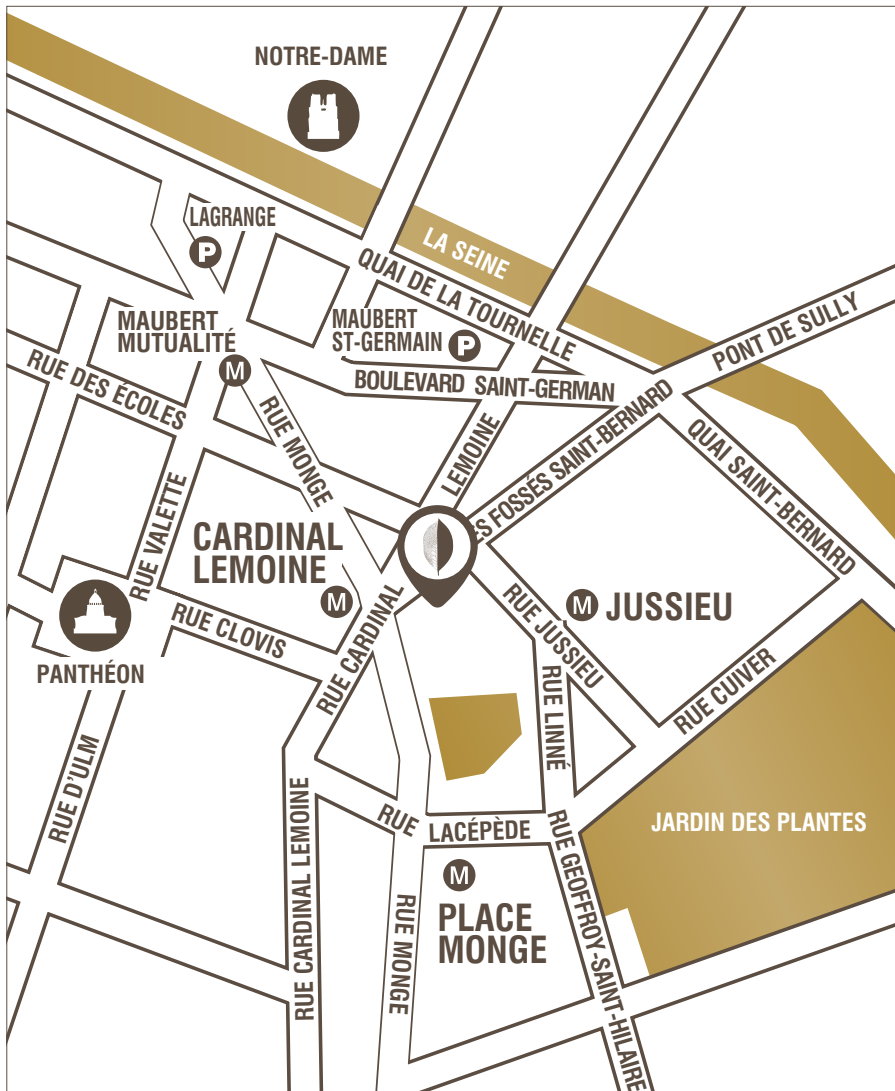 NOTRE-DAME
LAGRANGE
P
LA SEINE
QUAI DE LA TOURNELLE
MAUBERT
MUTUALITÉ
M
MAUBERT
ST-GERMAIN
P
PONT DE SULLY
RUE DES ÉCOLES
BOULEVARD SAINT-GERMAN
RUE MONGE
LEMOINE
ES FOSSÉS SAINT-BERNARD
QUAI SAINT-BERNARD
RUE VALETTE
CARDINAL
LEMOINE
M
M
JUSSIEU
RUE JUSSIEU
RUE CLOVIS
RUE CARDINAL
PANTHÉON
RUE LINNÉ
RUE CUIVER
RUE D'ULM
RUE LACÉPÈDE
JARDIN DES PLANTES
RUE CARDINAL LEMOINE
M
PLACE
MONGE
RUE MONGE
RUE GEOFFROY-SAINT-HILAIRE